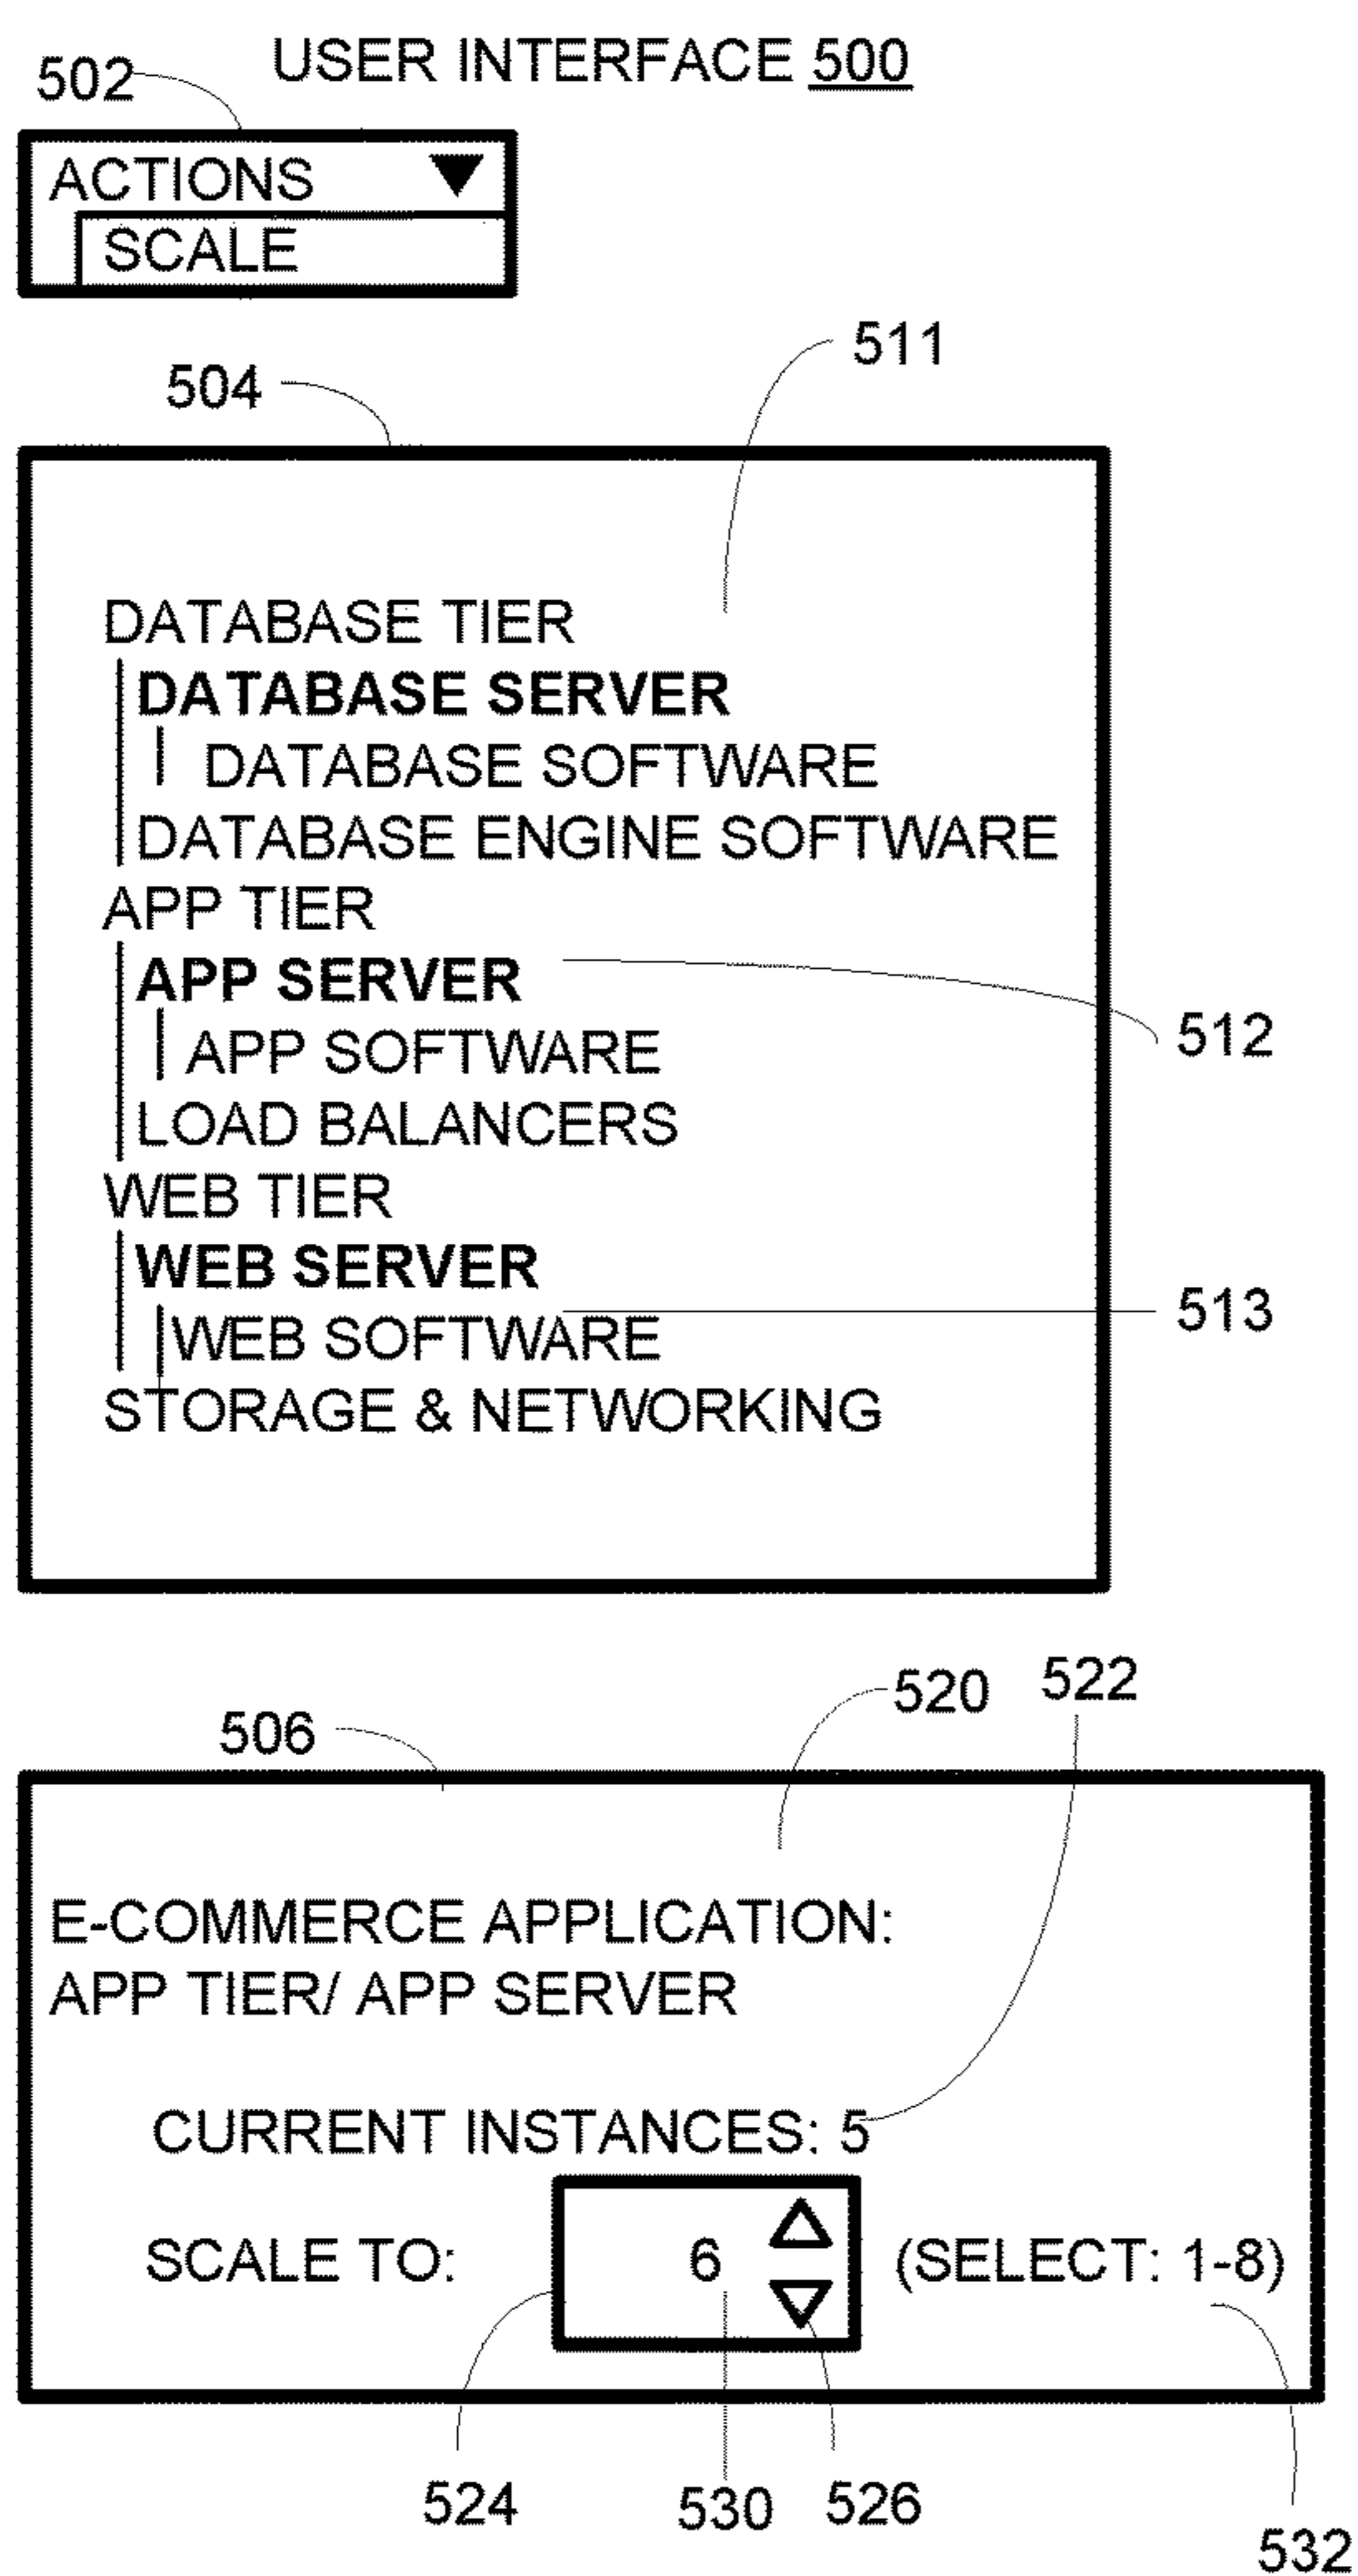 USER INTERFACE 500
502
ACTIONS
SCALE
511
504
DATABASE TIER
DATABASE SERVER
DATABASE SOFTWARE
DATABASE ENGINE SOFTWARE
APP TIER
APP SERVER
512
APP SOFTWARE
LOAD BALANCERS
WEB TIER
WEB SERVER
513
WEB SOFTWARE
STORAGE & NETWORKING
520 522
506
E-COMMERCE APPLICATION:
APP TIER/ APP SERVER
CURRENT INSTANCES: 5
SCALE TO: 6 (SELECT: 1-8)
524 530 526
532